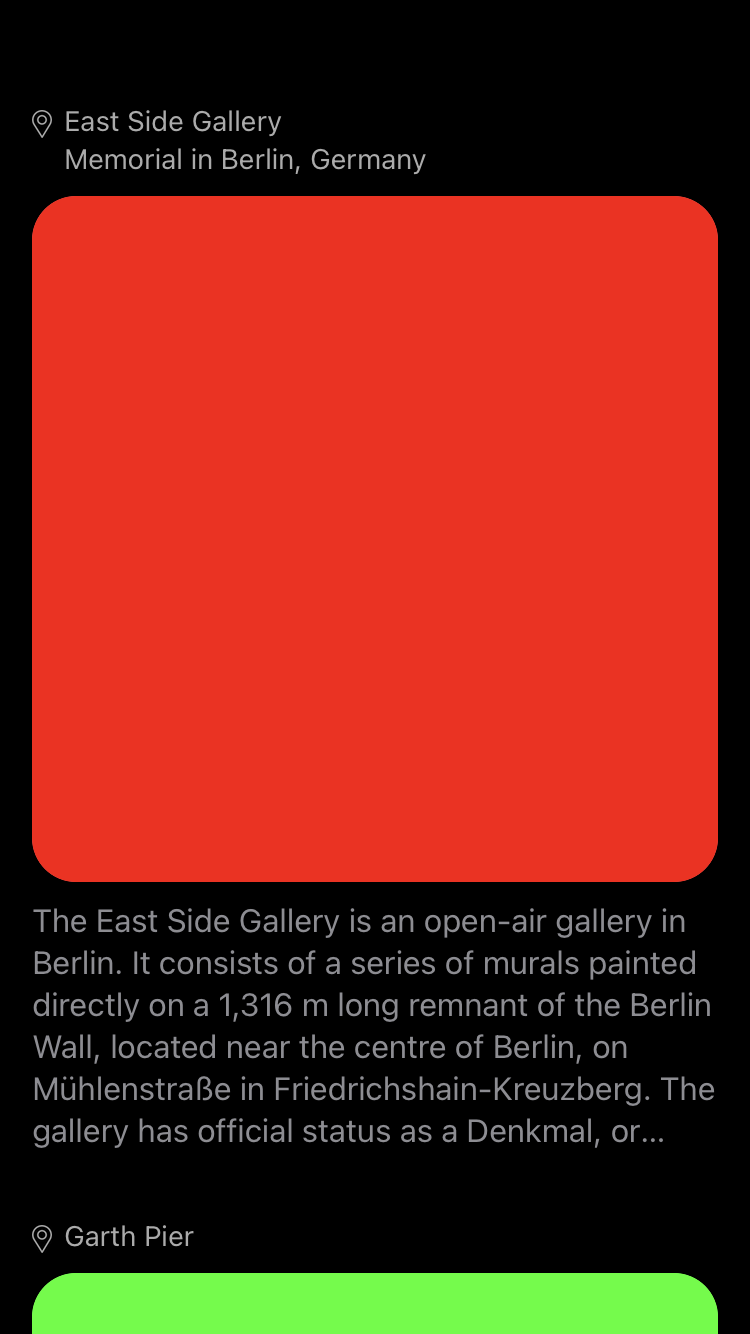 East Side Gallery
Memorial in Berlin, Germany
The East Side Gallery is an open-air gallery in
Berlin. It consists of a series of murals painted
directly on a 1,316 m long remnant of the Berlin
Wall, located near the centre of Berlin, on
Mühlenstraße in Friedrichshain-Kreuzberg. The
gallery has official status as a Denkmal, or...
Garth Pier